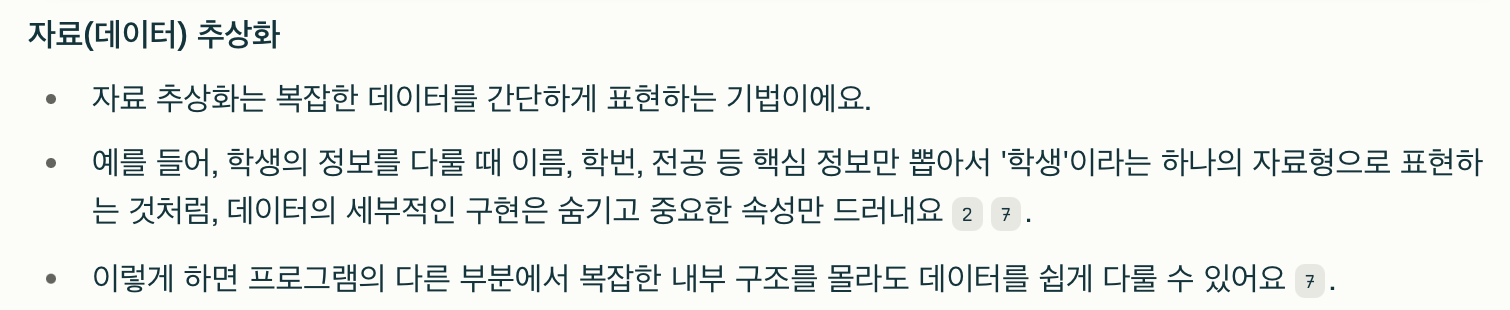 자료(데이터) 추상화
• 자료 추상화는 복잡한 데이터를 간단하게 표현하는 기법이에요.
• 예를 들어, 학생의 정보를 다룰 때 이름, 학번, 전공 등 핵심 정보만 뽑아서 '학생'이라는 하나의 자료형으로 표현하
는 것처럼, 데이터의 세부적인 구현은 숨기고 중요한 속성만 드러내요 2 7.
• 이렇게 하면 프로그램의 다른 부분에서 복잡한 내부 구조를 몰라도 데이터를 쉽게 다룰 수 있어요 7.